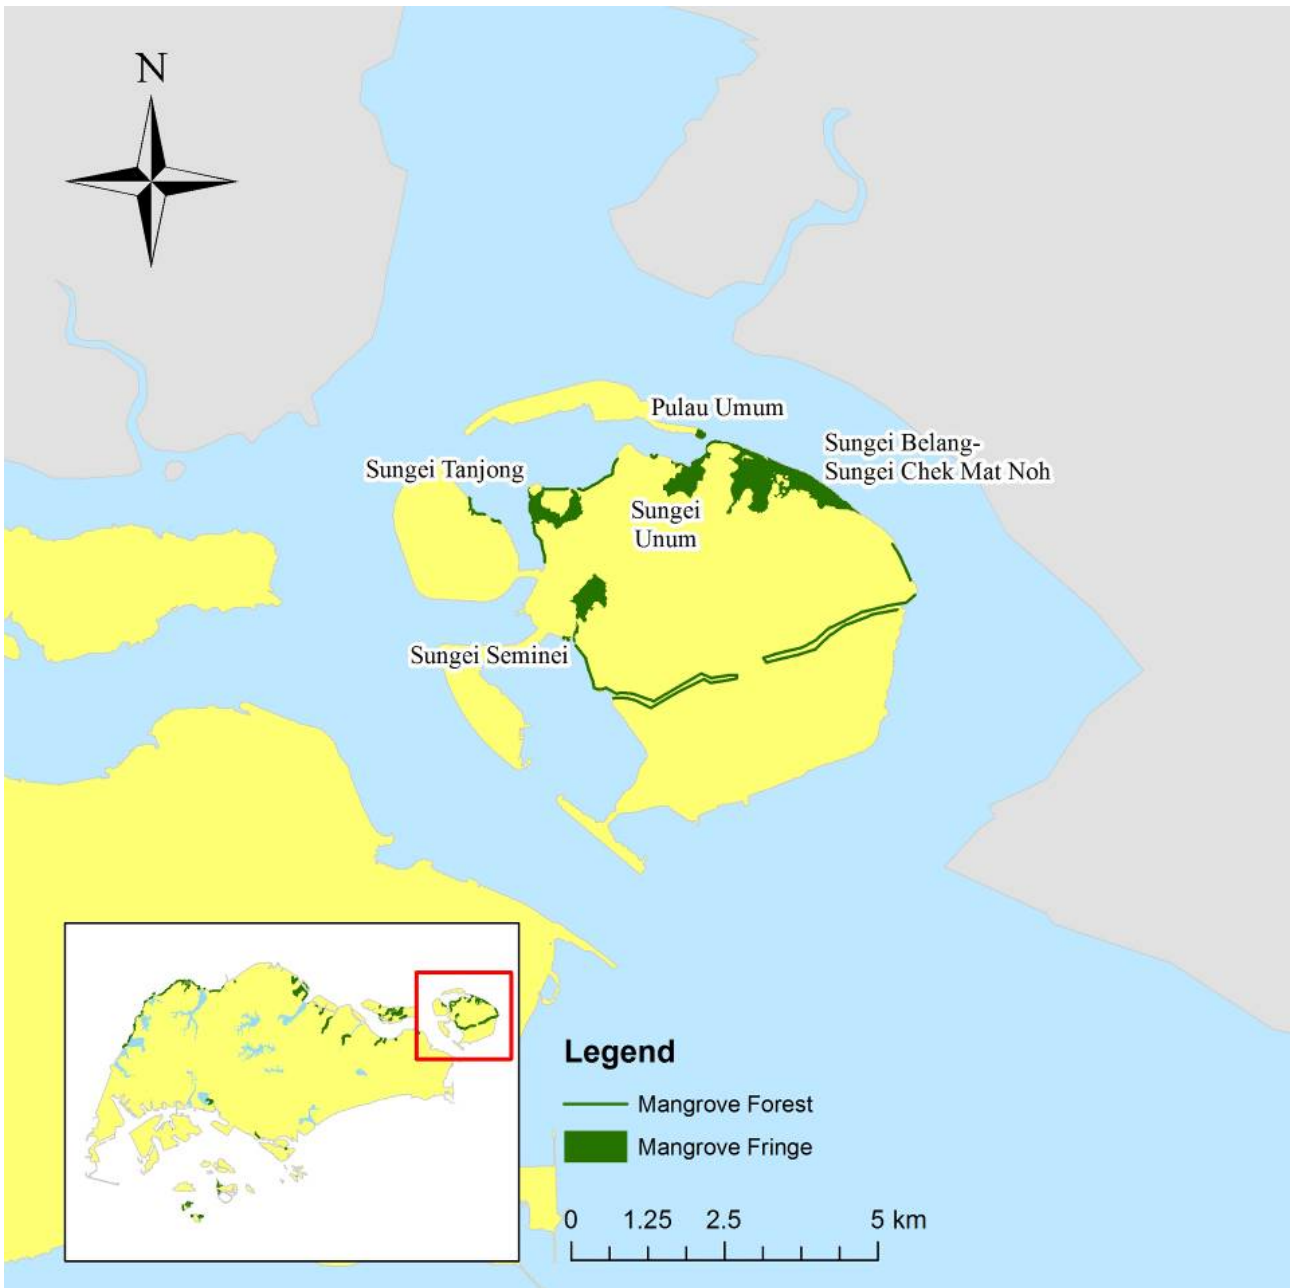 N
Pulau Umum
Sungei Belang-
Sungei Chek Mat Noh
Sungei Tanjong
Sungei
Unum
Sungei Seminei
Legend
Mangrove Forest
Mangrove Fringe
0 1.25 2.5 5 km